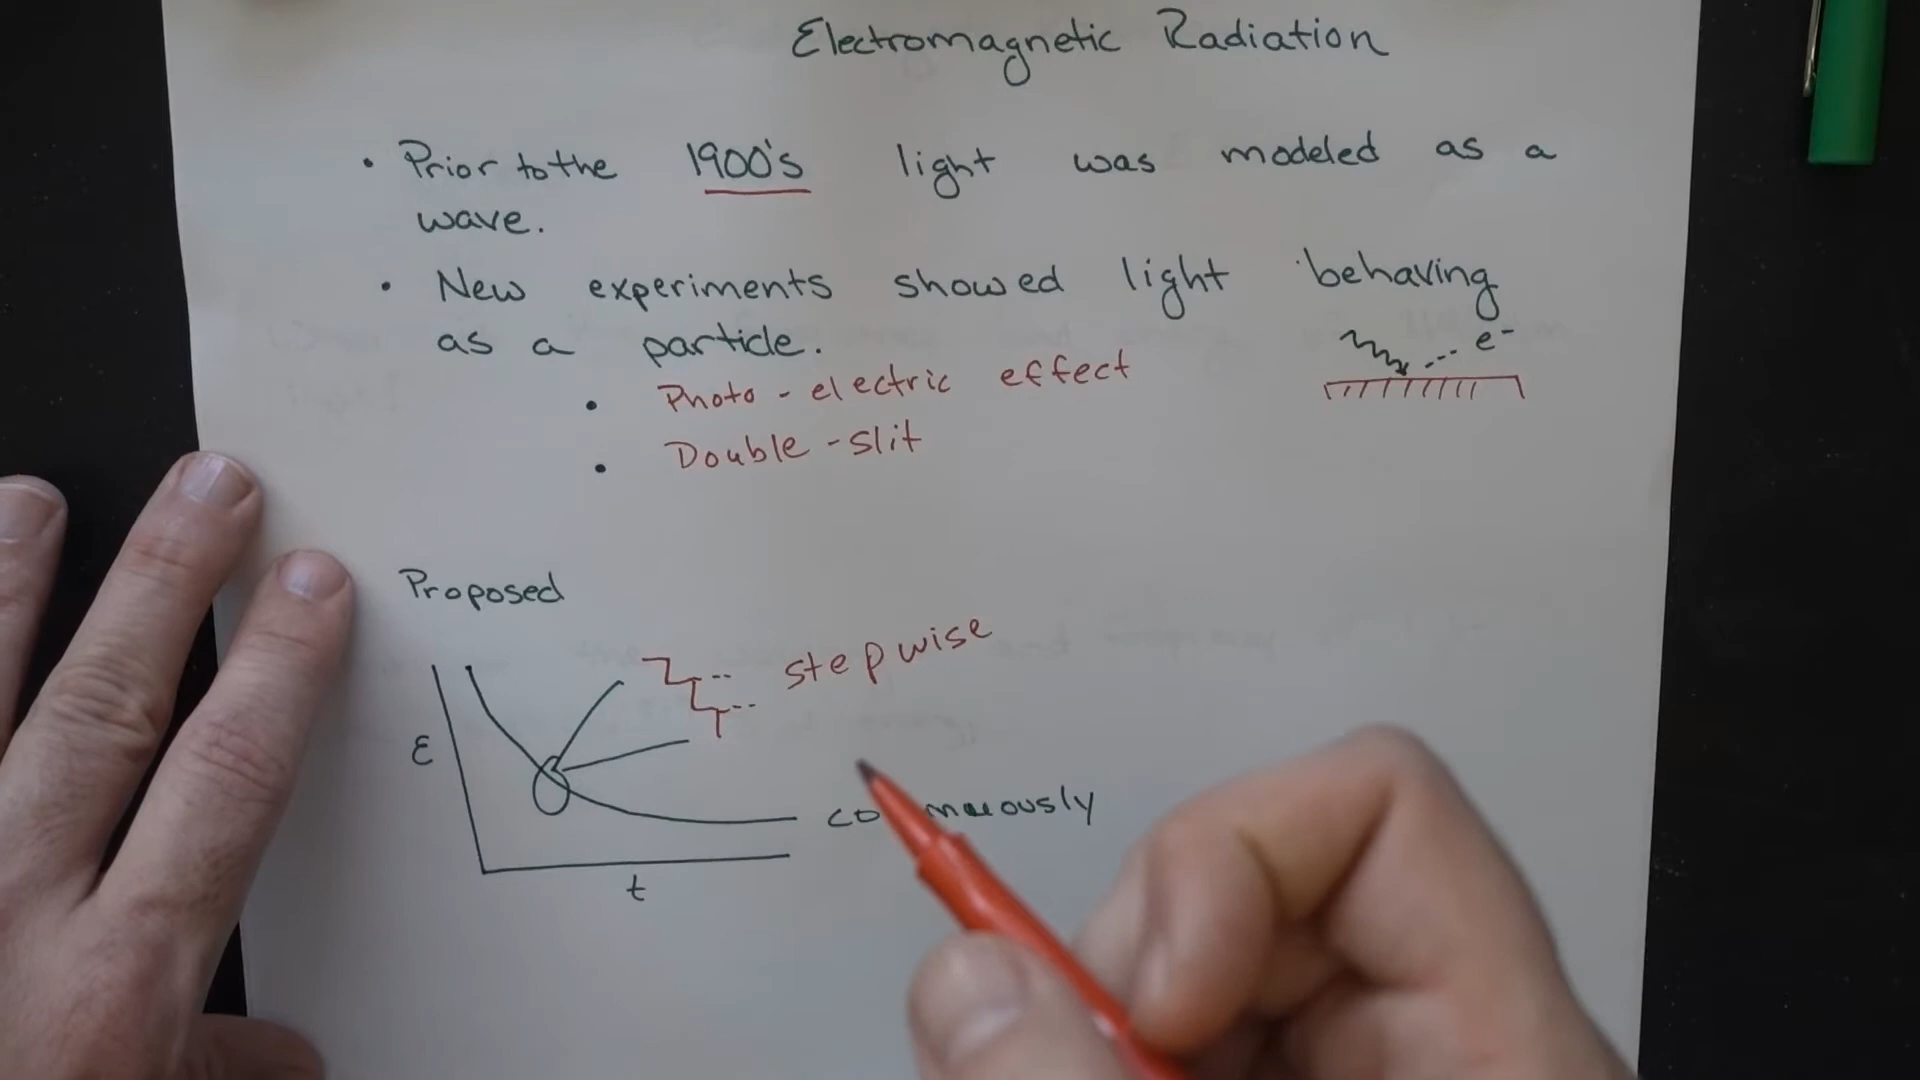 Electromagnetic Radiation
• Prior to the 1900's light was modeled as a
wave.
• New experiments showed light behaving
as a particle.
e⁻
• Photo-electric effect
• Double-slit
Proposed
stepwise
ε
t